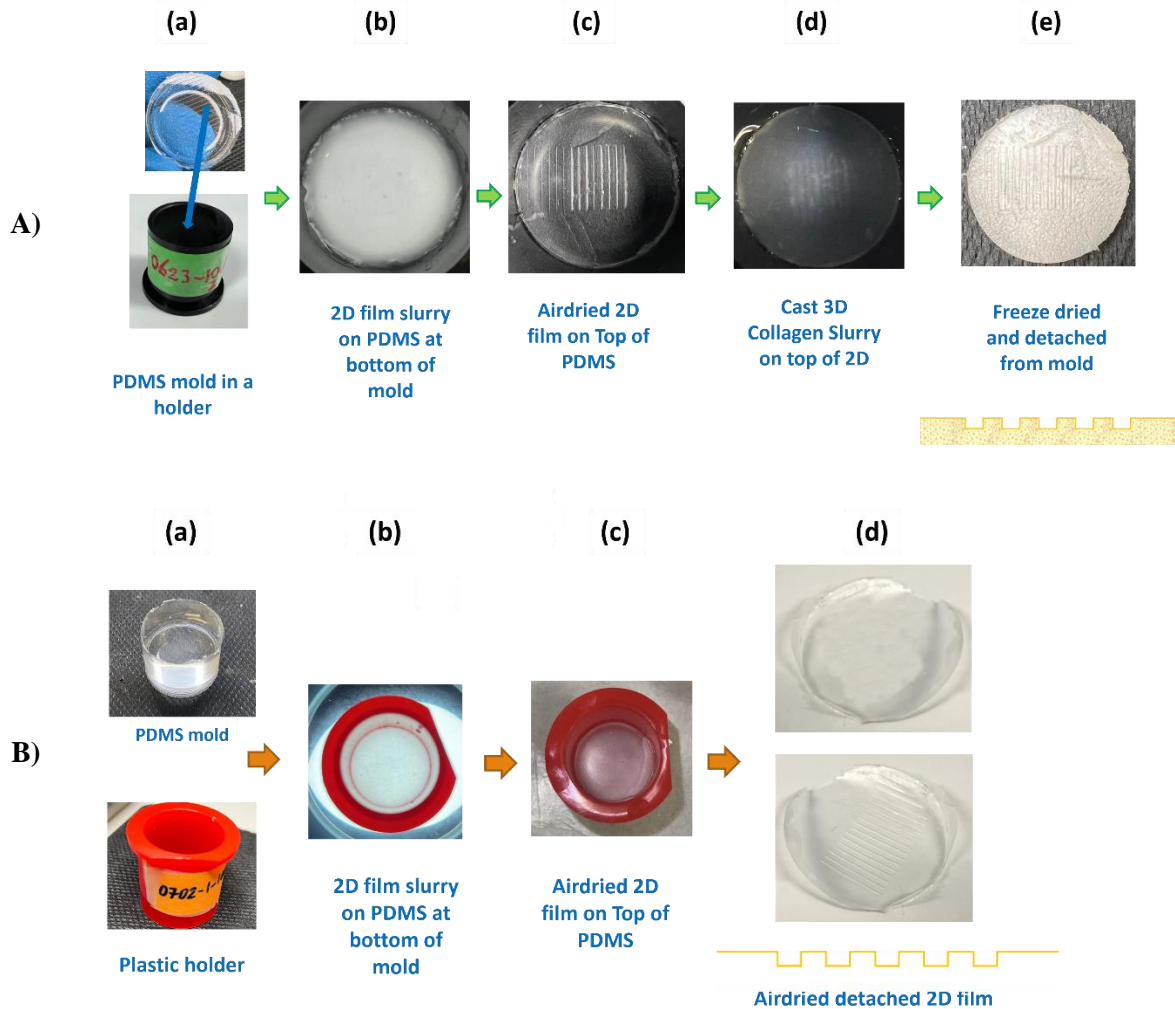 (a)
(b)
(c)
(d)
(e)
A)
0623-10
PDMS mold in a
holder
2D film slurry
on PDMS at
bottom of
mold
Airdried 2D
film on Top of
PDMS
Cast 3D
Collagen Slurry
on top of 2D
Freeze dried
and detached
from mold
(a)
(b)
(c)
(d)
B)
PDMS mold
0702-1-1
Plastic holder
2D film slurry
on PDMS at
bottom of
mold
Airdried 2D
film on Top of
PDMS
Airdried detached 2D film